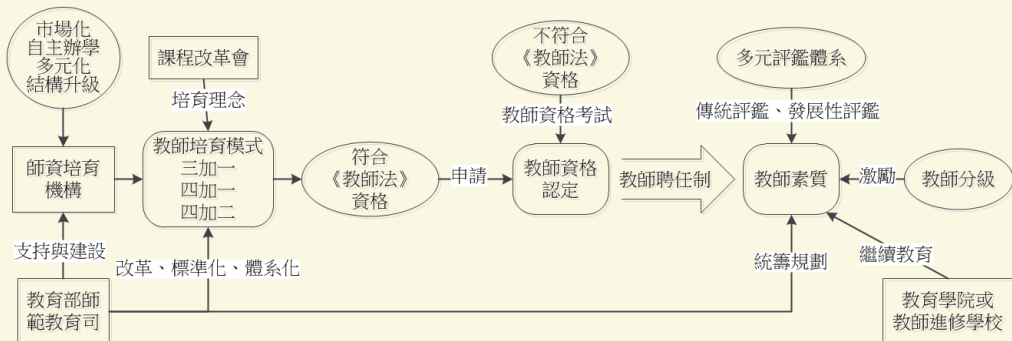 市場化
自主辦學
多元化
結構升級
課程改革會
培育理念
不符合
《教師法》
資格
教師資格考試
多元評鑑體系
傳統評鑑、發展性評鑑
師資培育
機構
教師培育模式
三加一
四加一
四加二
符合
《教師法》
資格
申請
教師資格
認定
教師聘任制
教師素質
激勵
教師分級
支持與建設
改革、標準化、體系化
統籌規劃
繼續教育
教育部師
範教育司
教育學院或
教師進修學校